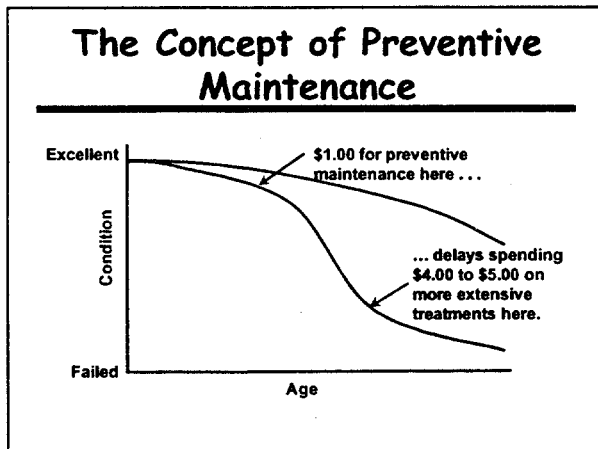 The Concept of Preventive
Maintenance
Excellent
$1.00 for preventive
maintenance here . . .
Condition
... delays spending
$4.00 to $5.00 on
more extensive
treatments here.
Failed
Age